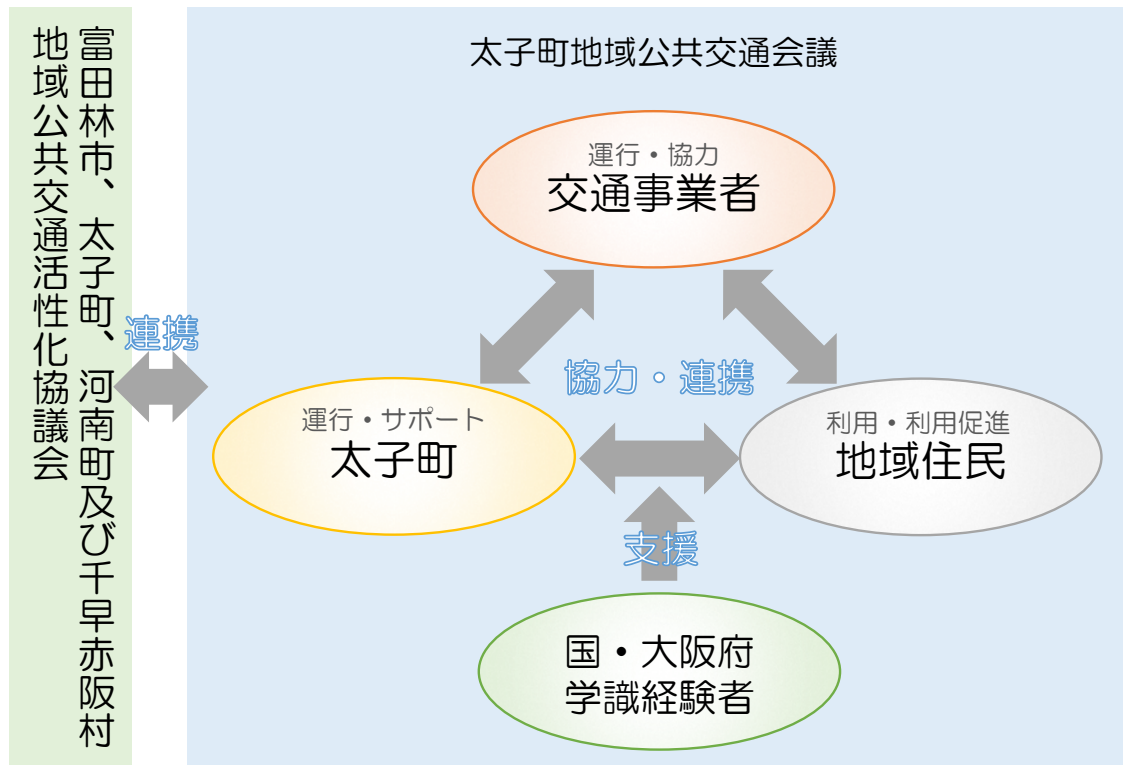 富田林市、太子町、河南町及び千早赤阪村
地域公共交通活性化協議会
連携
太子町地域公共交通会議
運行・協力
交通事業者
協力・連携
運行・サポート
太子町
利用・利用促進
地域住民
支援
国・大阪府
学識経験者